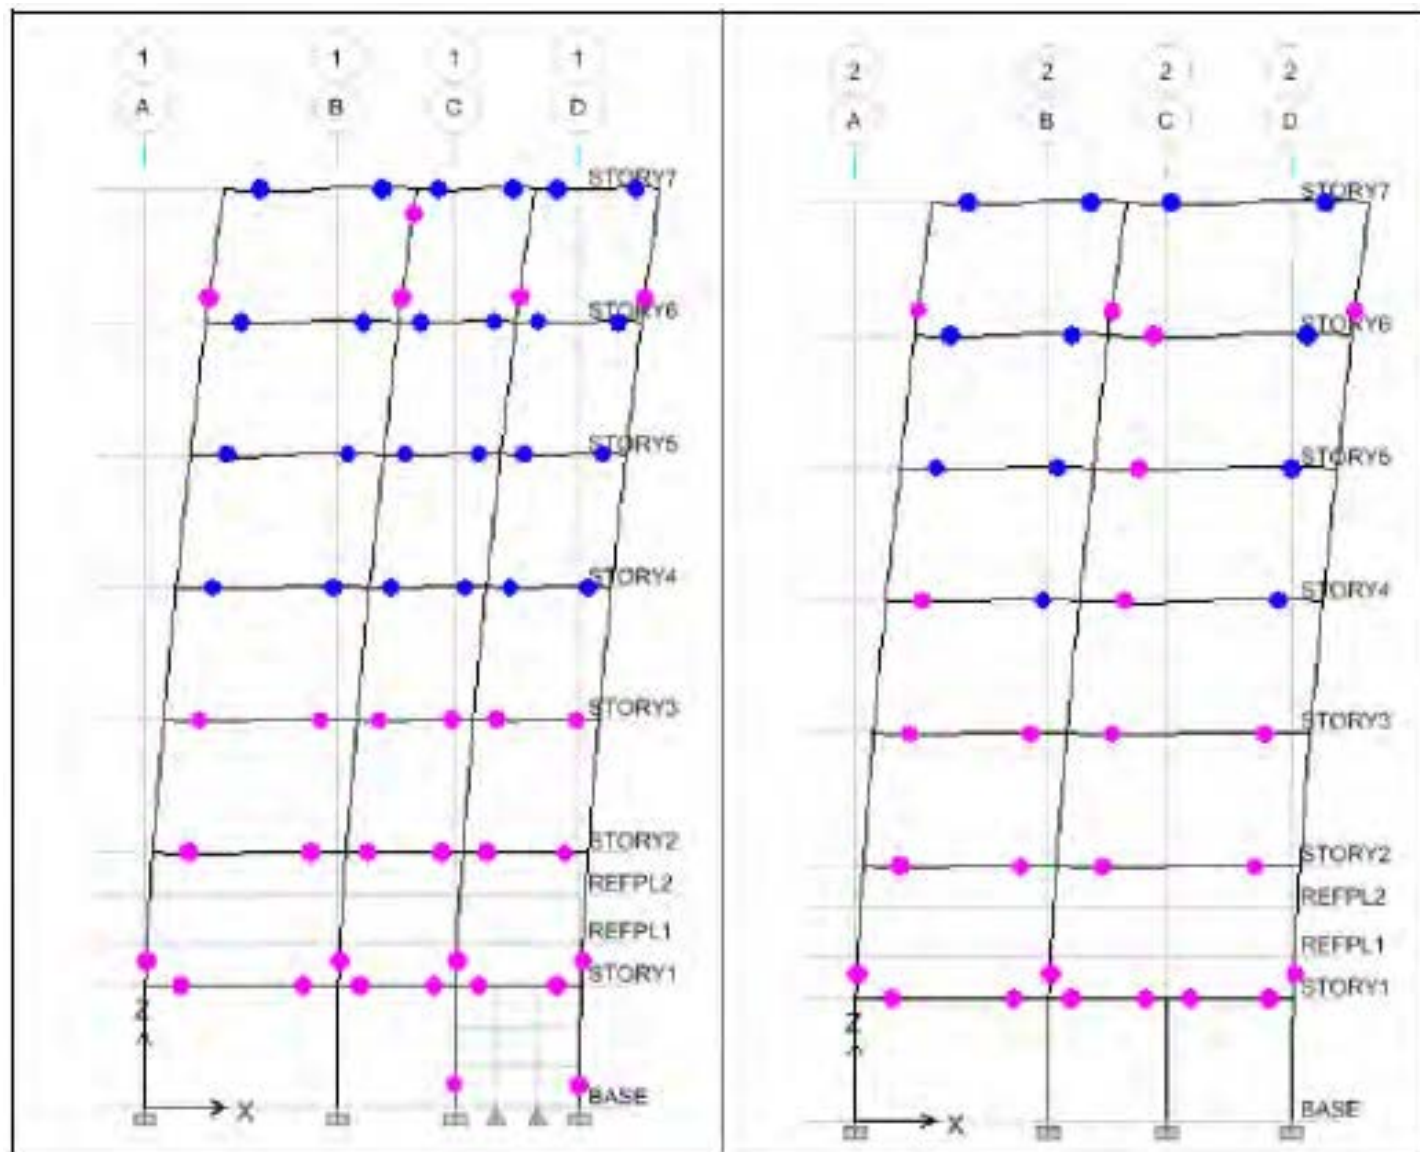 1 1 1 1
A B C D
STORY7
STORY6
STORY5
STORY4
STORY3
STORY2
REFPL2
REFPL1
STORY1
Z
BASE
X
2 2 2 2
A B C D
STORY7
STORY6
STORY5
STORY4
STORY3
STORY2
REFPL2
REFPL1
STORY1
Z
BASE
X